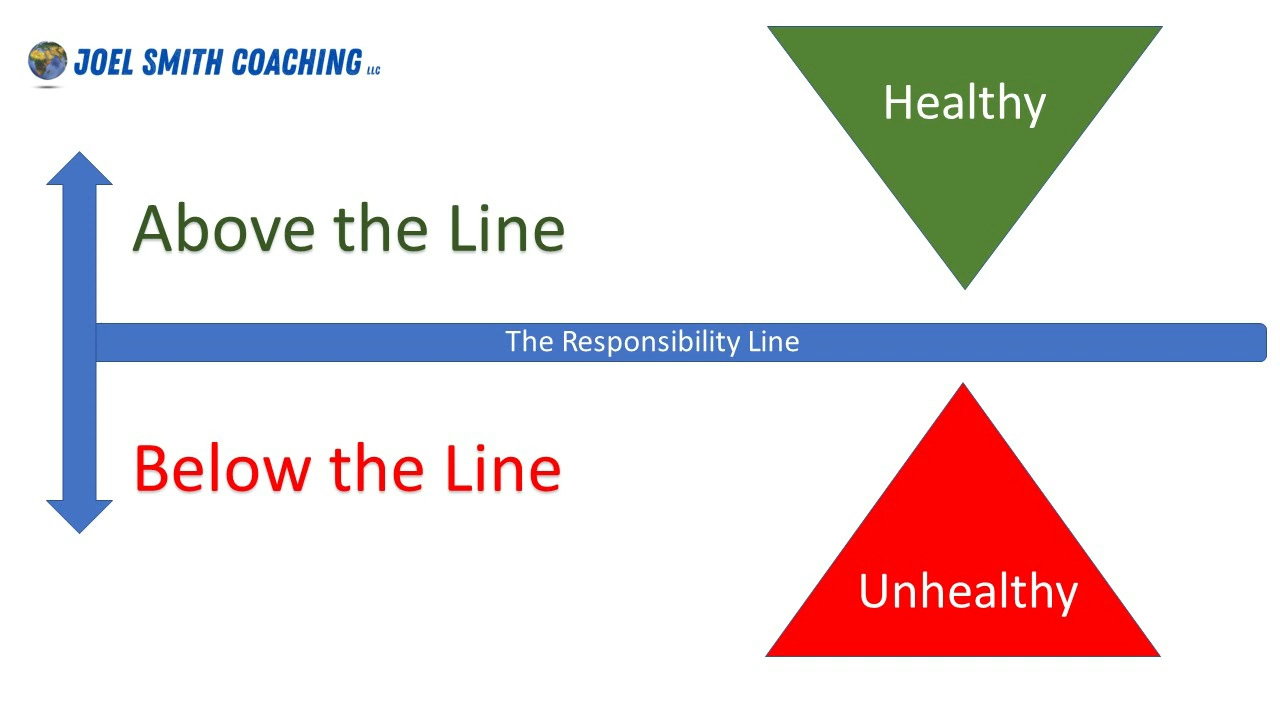 JOEL SMITH COACHING LLC
Healthy
Above the Line
The Responsibility Line
Below the Line
Unhealthy